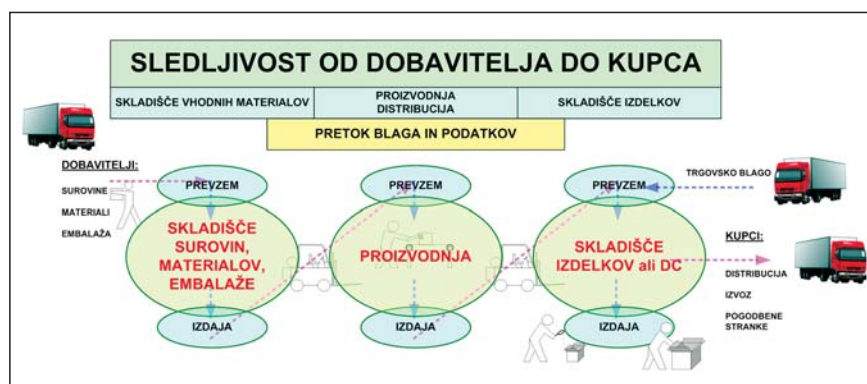 SLEDLJIVOST OD DOBAVITELJA DO KUPCA
SKLADIŠČE VHODNIH MATERIALOV
PROIZVODNJA
DISTRIBUCIJA
SKLADIŠČE IZDELKOV
PRETOK BLAGA IN PODATKOV
DOBAVITELJI:
SUROVINE
MATERIALI
EMBALAŽA
PREVZEM
SKLADIŠČE
SUROVIN,
MATERIALOV,
EMBALAŽE
IZDAJA
PREVZEM
PROIZVODNJA
IZDAJA
PREVZEM
SKLADIŠČE
IZDELKOV ali DC
IZDAJA
TRGOVSKO BLAGO
KUPCI:
DISTRIBUCIJA
IZVOZ
POGODBENE
STRANKE